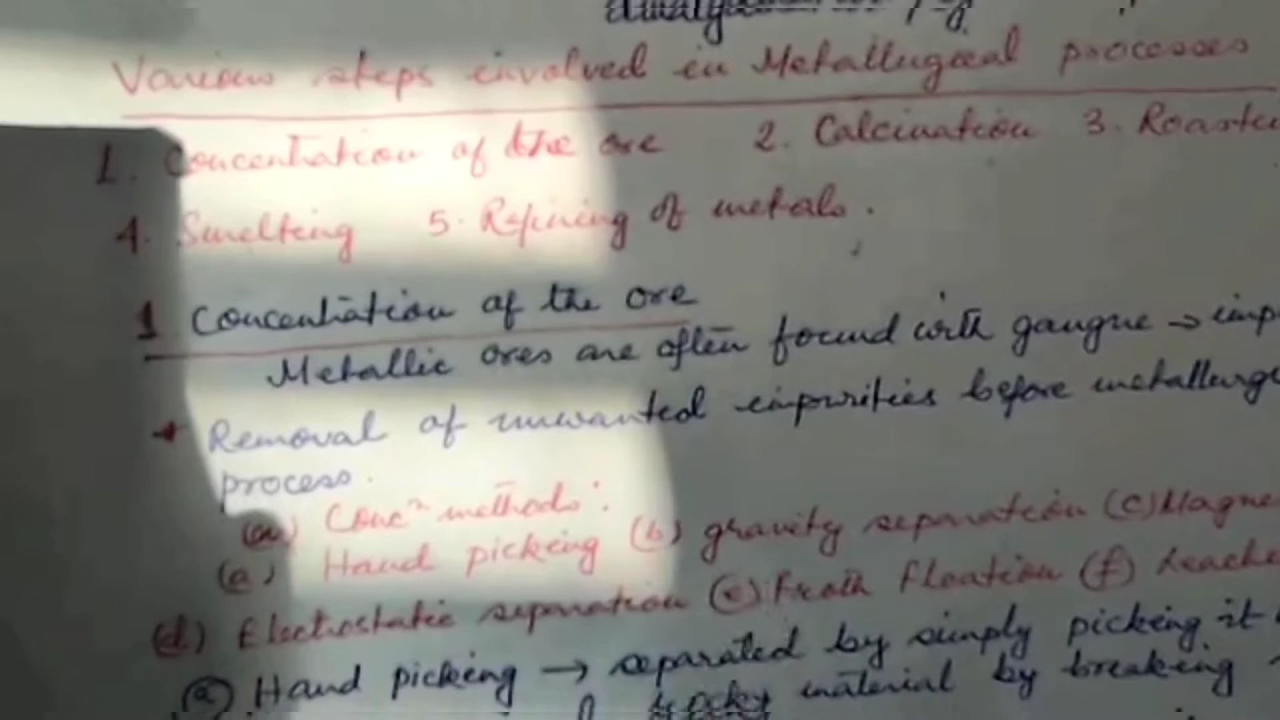 Various steps involved in Metallurgical processes
1. Concentration of the ore 2. Calcination 3. Roaste
4. Smelting 5. Refining of metals.
1 Concentration of the ore
Metallic ores are often found with gangue → imp
→ Removal of unwanted impurities before metallurg
process.
Concⁿ methods:
(a) Hand picking (b) gravity separation (c) Magne
(d) Electrostatic separation (e) Froth floation (f) Leach
(a) Hand picking → separated by simply picking it
material by breaking